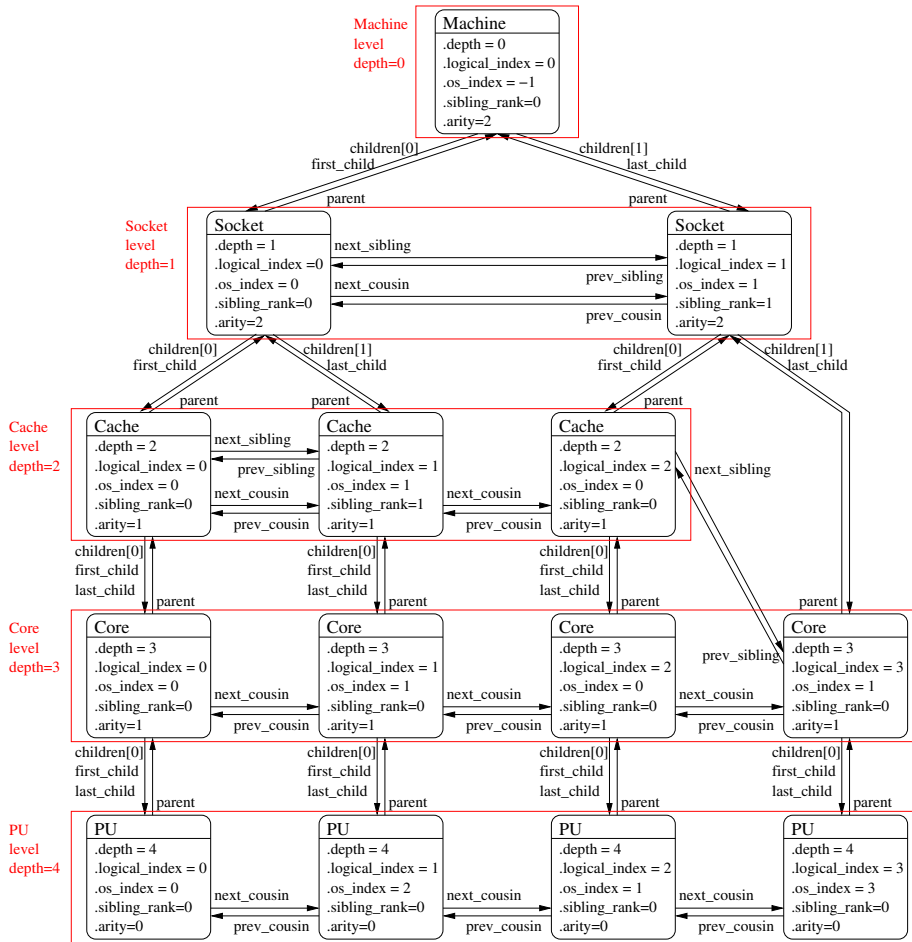 Machine
level
depth=0
Machine
.depth = 0
.logical_index = 0
.os_index = −1
.sibling_rank=0
.arity=2
children[0]
first_child
parent
children[1]
last_child
parent
Socket
level
depth=1
Socket
.depth = 1
.logical_index =0
.os_index = 0
.sibling_rank=0
.arity=2
next_sibling
prev_sibling
next_cousin
prev_cousin
Socket
.depth = 1
.logical_index = 1
.os_index = 1
.sibling_rank=1
.arity=2
children[0]
first_child
parent
children[1]
last_child
parent
children[0]
first_child
parent
children[1]
last_child
Cache
level
depth=2
Cache
.depth = 2
.logical_index = 0
.os_index = 0
.sibling_rank=0
.arity=1
next_sibling
prev_sibling
next_cousin
prev_cousin
Cache
.depth = 2
.logical_index = 1
.os_index = 1
.sibling_rank=1
.arity=1
next_cousin
prev_cousin
Cache
.depth = 2
.logical_index = 2
.os_index = 0
.sibling_rank=0
.arity=1
next_sibling
children[0]
first_child
last_child
parent
children[0]
first_child
last_child
parent
children[0]
first_child
last_child
parent
parent
Core
level
depth=3
Core
.depth = 3
.logical_index = 0
.os_index = 0
.sibling_rank=0
.arity=1
next_cousin
prev_cousin
Core
.depth = 3
.logical_index = 1
.os_index = 1
.sibling_rank=0
.arity=1
next_cousin
prev_cousin
Core
.depth = 3
.logical_index = 2
.os_index = 0
.sibling_rank=0
.arity=1
prev_sibling
next_cousin
prev_cousin
Core
.depth = 3
.logical_index = 3
.os_index = 1
.sibling_rank=0
.arity=1
children[0]
first_child
last_child
parent
children[0]
first_child
last_child
parent
children[0]
first_child
last_child
parent
children[0]
first_child
last_child
parent
PU
level
depth=4
PU
.depth = 4
.logical_index = 0
.os_index = 0
.sibling_rank=0
.arity=0
next_cousin
prev_cousin
PU
.depth = 4
.logical_index = 1
.os_index = 2
.sibling_rank=0
.arity=0
next_cousin
prev_cousin
PU
.depth = 4
.logical_index = 2
.os_index = 1
.sibling_rank=0
.arity=0
next_cousin
prev_cousin
PU
.depth = 4
.logical_index = 3
.os_index = 3
.sibling_rank=0
.arity=0